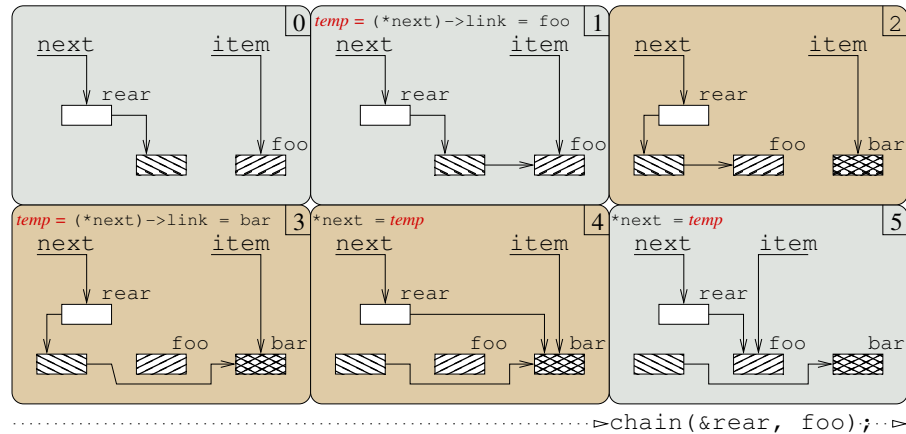 0
next item
rear
foo
temp = (*next)->link = foo 1
next item
rear
foo
2
next item
rear
foo bar
temp = (*next)->link = bar 3
next item
rear
foo bar
*next = temp 4
next item
rear
foo bar
*next = temp 5
next item
rear
foo bar
chain(&rear, foo);